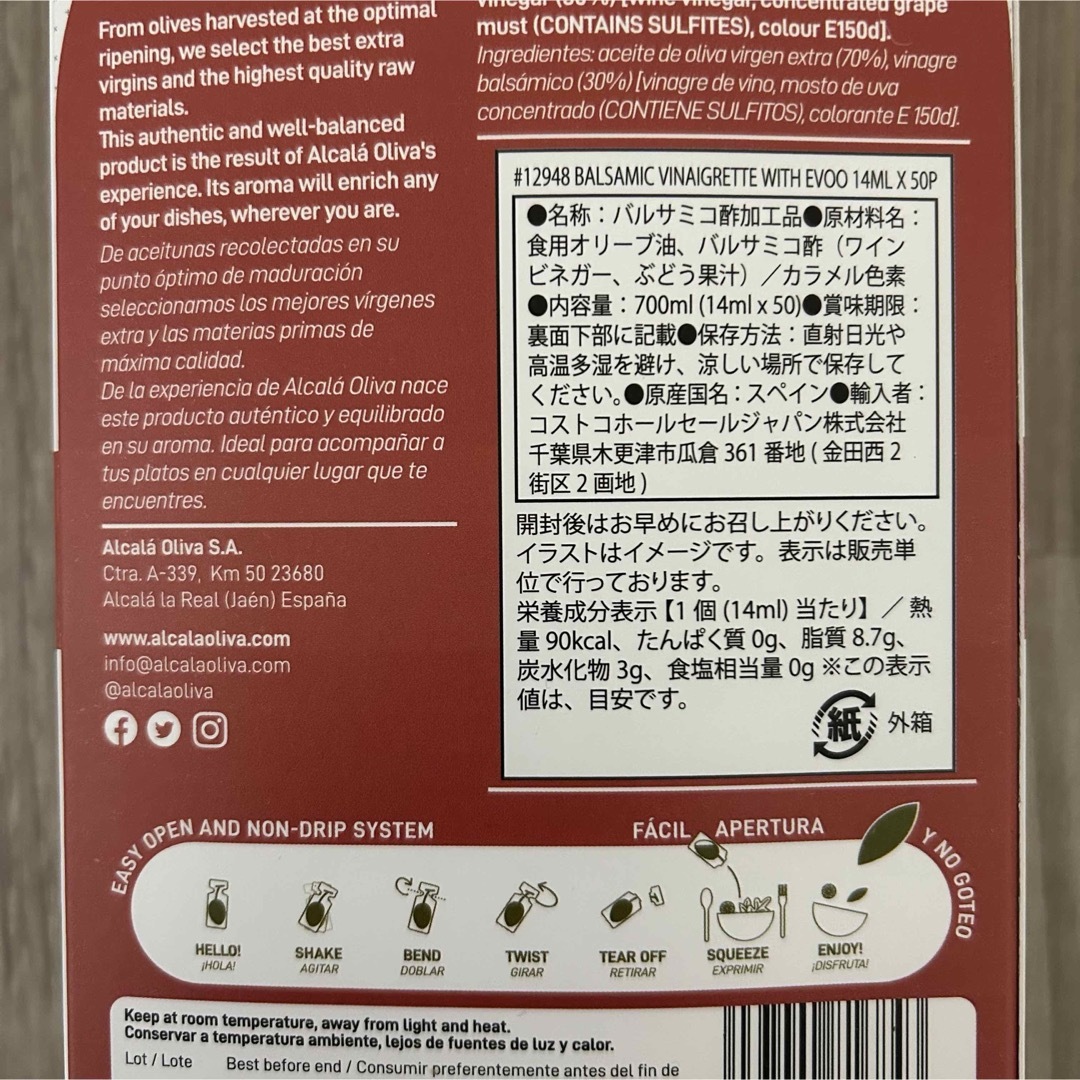 From olives harvested at the optimal
ripening, we select the best extra
virgins and the highest quality raw
materials.
This authentic and well-balanced
product is the result of Alcalá Oliva's
experience. Its aroma will enrich any
of your dishes, wherever you are.
De aceitunas recolectadas en su
punto óptimo de maduración
seleccionamos los mejores vírgenes
extra y las materias primas de
máxima calidad.
De la experiencia de Alcalá Oliva nace
este producto auténtico y equilibrado
en su aroma. Ideal para acompañar a
tus platos en cualquier lugar que te
encuentres.
Alcalá Oliva S.A.
Ctra. A-339, Km 50 23680
Alcalá la Real (Jaén) España
www.alcalaoliva.com
info@alcalaoliva.com
@alcalaoliva
vinegar (30%) [wine vinegar, concentrated grape
must (CONTAINS SULFITES), colour E150d].
Ingredientes: aceite de oliva virgen extra (70%), vinagre
balsámico (30%) [vinagre de vino, mosto de uva
concentrado (CONTIENE SULFITOS), colorante E 150d].
#12948 BALSAMIC VINAIGRETTE WITH EVOO 14ML X 50P
●名称：バルサミコ酢加工品●原材料名：
食用オリーブ油、バルサミコ酢（ワイン
ビネガー、ぶどう果汁）／カラメル色素
●内容量：700ml (14ml x 50)●賞味期限：
裏面下部に記載●保存方法：直射日光や
高温多湿を避け、涼しい場所で保存して
ください。●原産国名：スペイン●輸入者：
コストコホールセールジャパン株式会社
千葉県木更津市瓜倉 361 番地 ( 金田西 2
街区 2 画地 )
開封後はお早めにお召し上がりください。
イラストはイメージです。表示は販売単
位で行っております。
栄養成分表示【1 個 (14ml) 当たり】／熱
量 90kcal、たんぱく質 0g、脂質 8.7g、
炭水化物 3g、食塩相当量 0g ※この表示
値は、目安です。
紙 外箱
EASY OPEN AND NON-DRIP SYSTEM
FÁCIL APERTURA Y NO GOTEO
HELLO!
¡HOLA!
SHAKE
AGITAR
BEND
DOBLAR
TWIST
GIRAR
TEAR OFF
RETIRAR
SQUEEZE
EXPRIMIR
ENJOY!
¡DISFRUTA!
Keep at room temperature, away from light and heat.
Conservar a temperatura ambiente, lejos de fuentes de luz y calor.
Lot / Lote Best before end / Consumir preferentemente antes del fin de